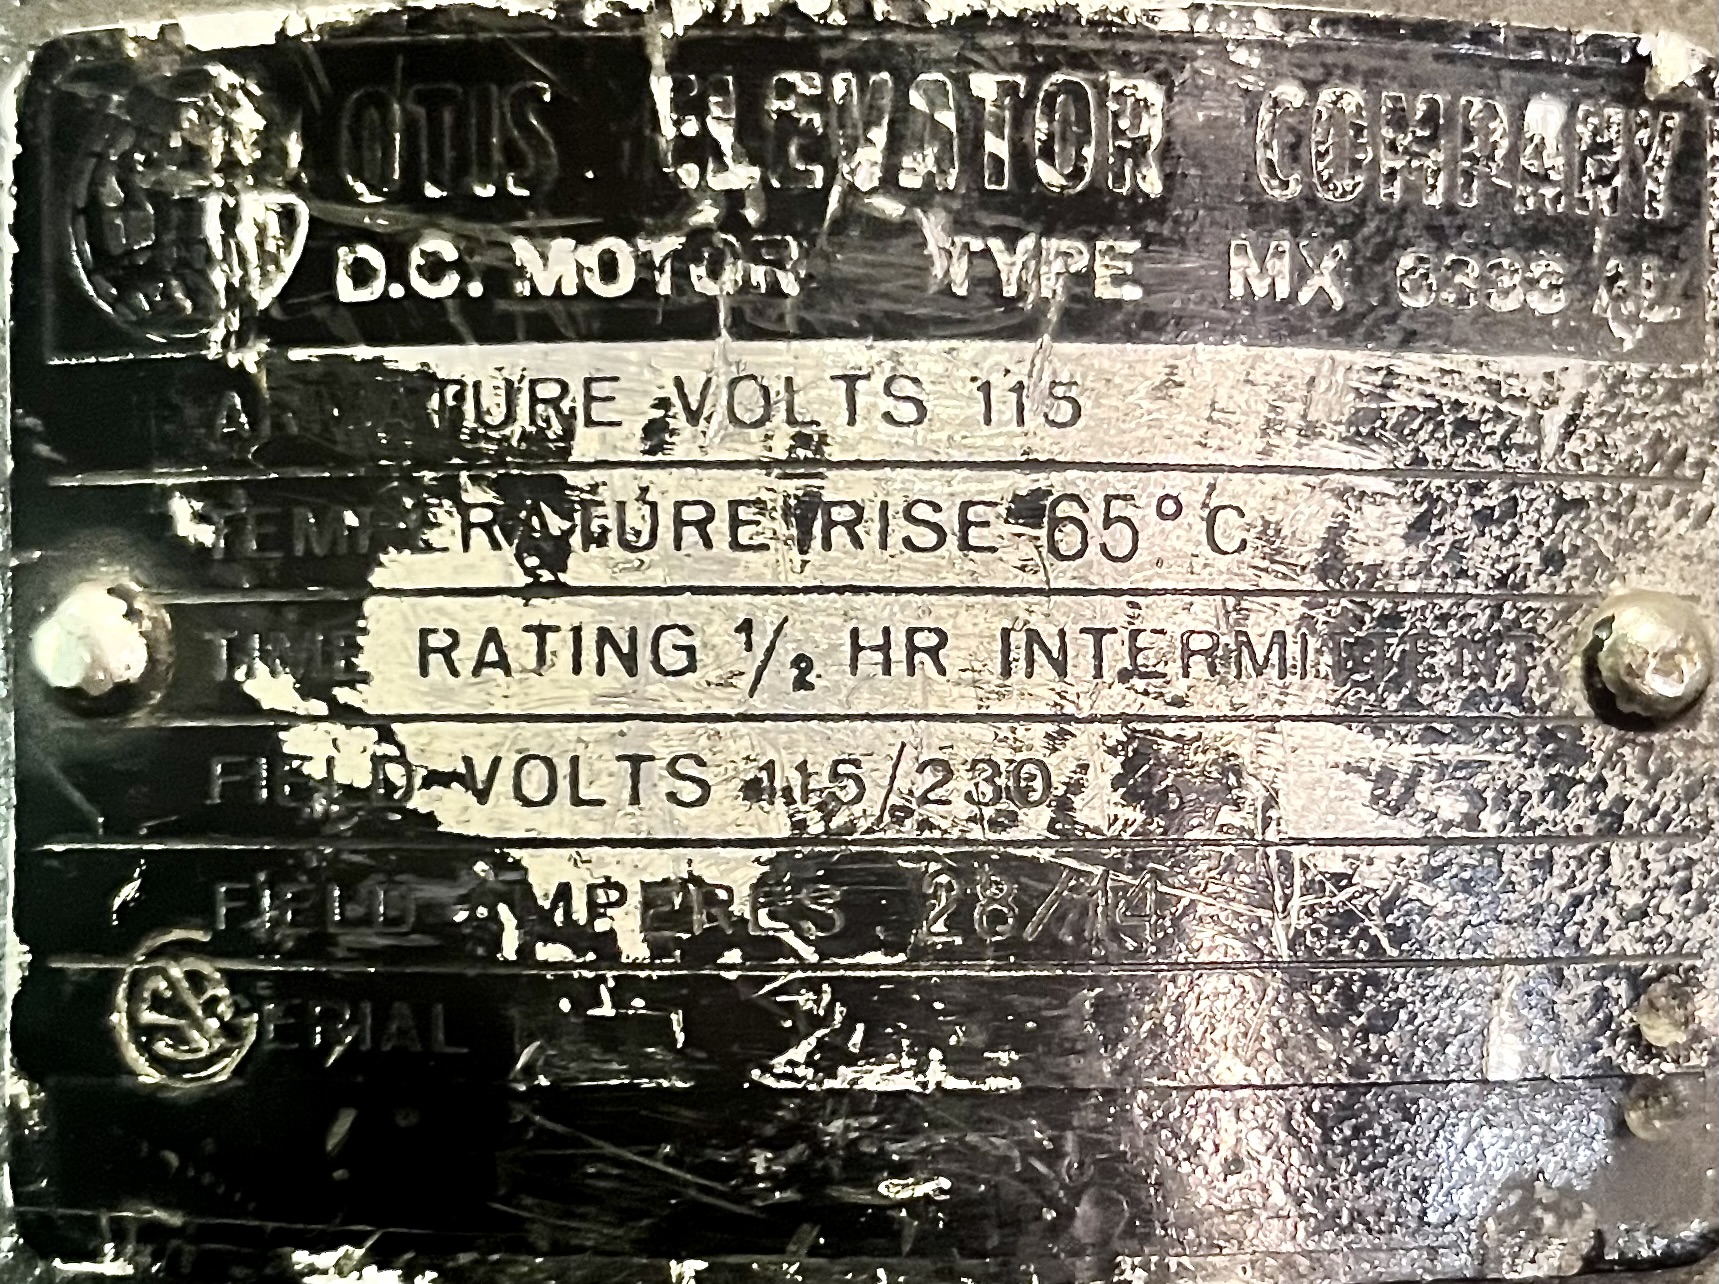 OTIS ELEVATOR COMPANY
D.C. MOTOR TYPE MX
ARMATURE VOLTS 115
TEMPERATURE RISE 65° C
TIME RATING 1/2 HR INTERMITTENT
FIELD VOLTS 115/230
FIELD AMPERES 28/14
SERIAL